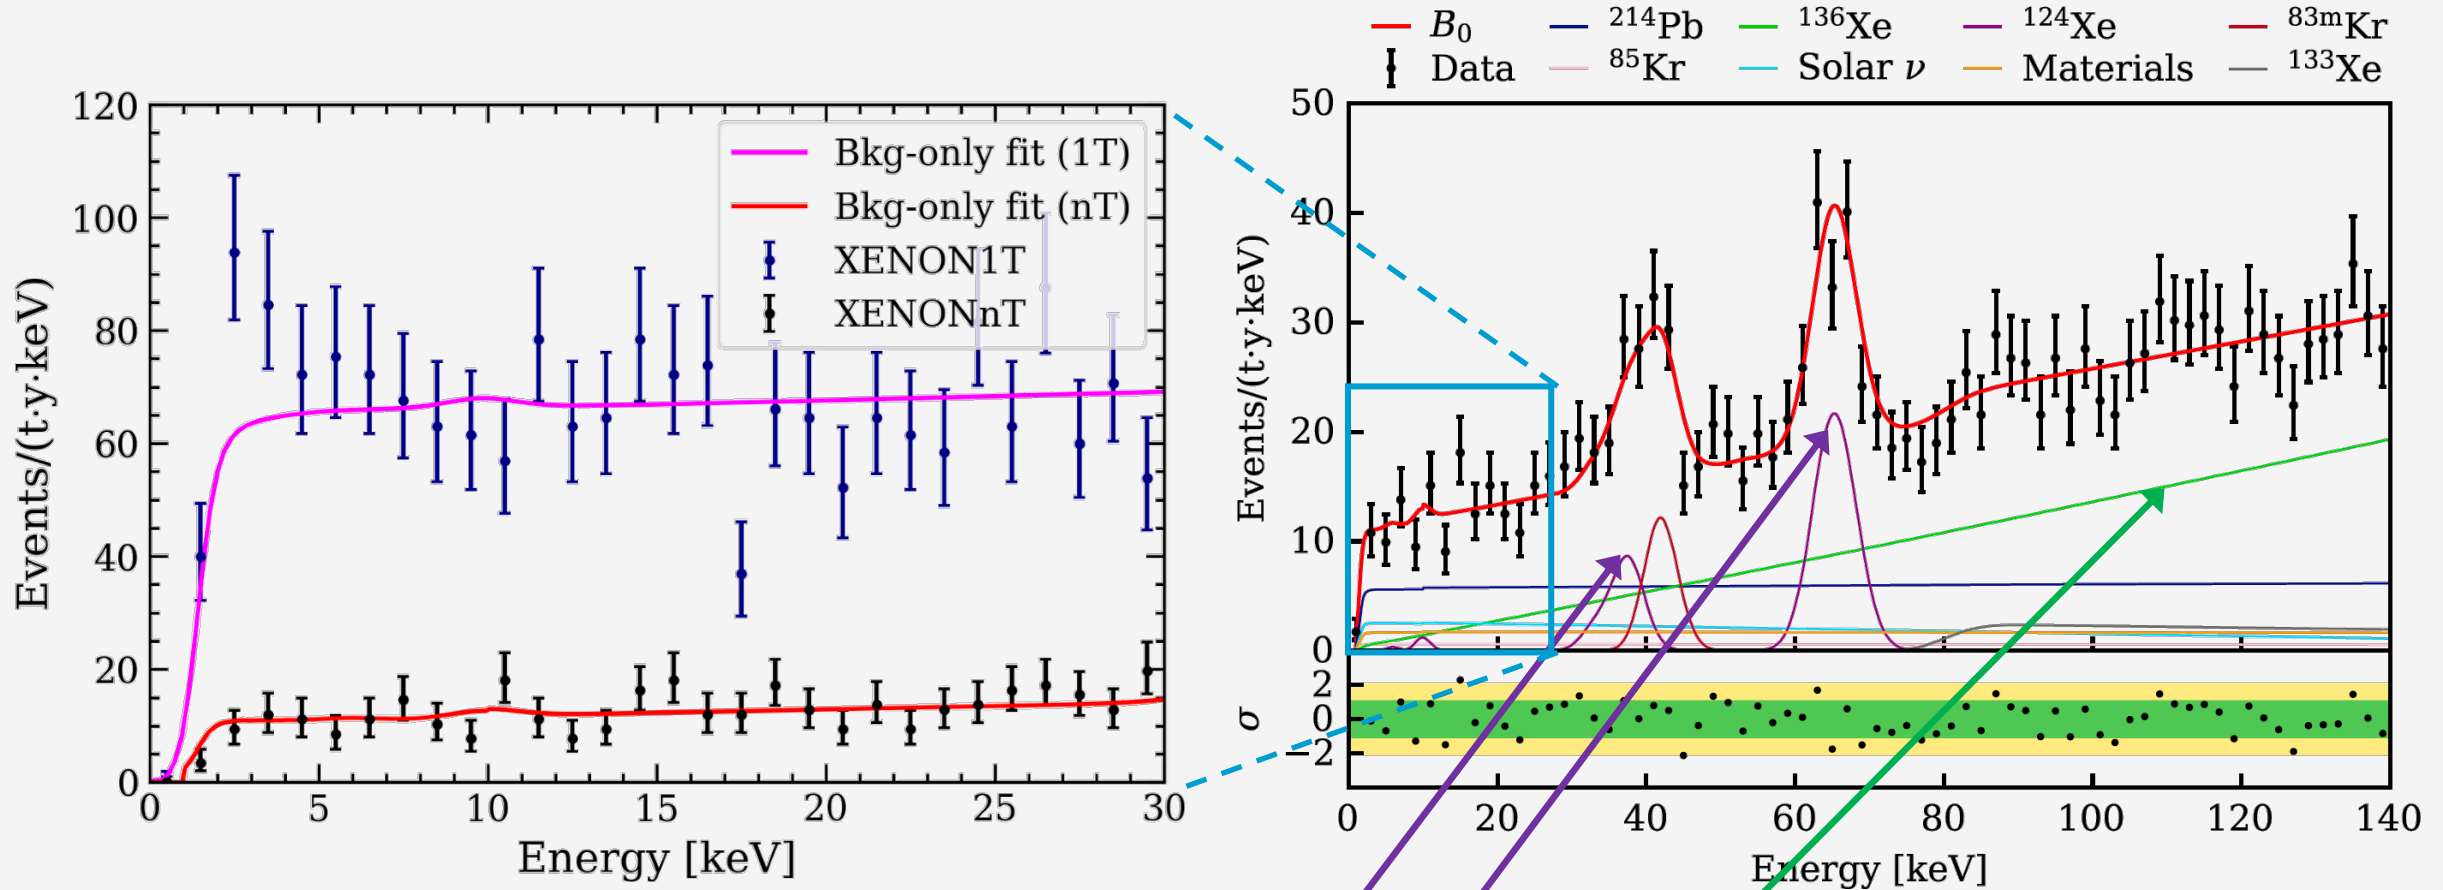 120
100
80
60
40
20
0
0 5 10 15 20 25 30
Events/(t·y·keV)
Energy [keV]
Bkg-only fit (1T)
Bkg-only fit (nT)
XENON1T
XENONnT
B₀ ²¹⁴Pb ¹³⁶Xe ¹²⁴Xe ⁸³ᵐKr
Data ⁸⁵Kr Solar ν Materials ¹³³Xe
50
40
30
20
10
0
Events/(t·y·keV)
2
0
−2
σ
0 20 40 60 80 100 120 140
Energy [keV]